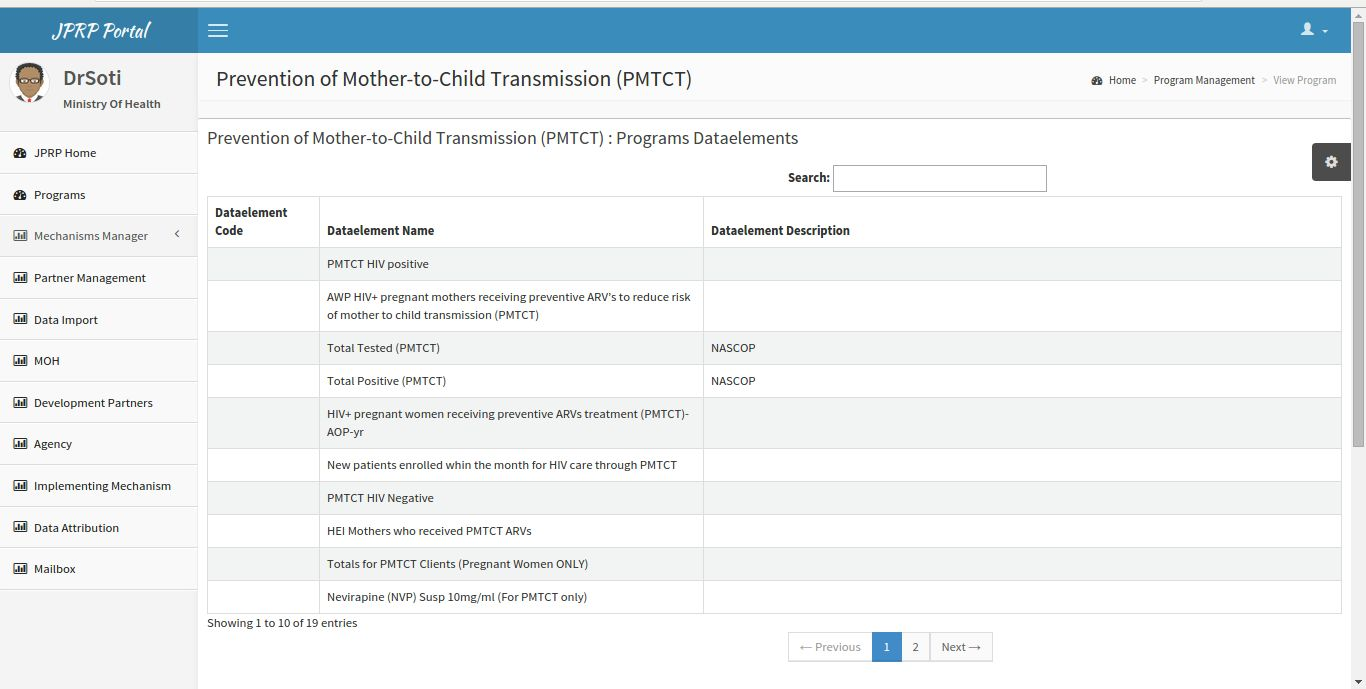 JPRP Portal
DrSoti
Ministry Of Health
JPRP Home
Programs
Mechanisms Manager
Partner Management
Data Import
MOH
Development Partners
Agency
Implementing Mechanism
Data Attribution
Mailbox
Prevention of Mother-to-Child Transmission (PMTCT)
Home > Program Management > View Program
Prevention of Mother-to-Child Transmission (PMTCT) : Programs Dataelements
Search:
Dataelement
Code
Dataelement Name
Dataelement Description
PMTCT HIV positive
AWP HIV+ pregnant mothers receiving preventive ARV's to reduce risk
of mother to child transmission (PMTCT)
Total Tested (PMTCT) NASCOP
Total Positive (PMTCT) NASCOP
HIV+ pregnant women receiving preventive ARVs treatment (PMTCT)-
AOP-yr
New patients enrolled whin the month for HIV care through PMTCT
PMTCT HIV Negative
HEI Mothers who received PMTCT ARVs
Totals for PMTCT Clients (Pregnant Women ONLY)
Nevirapine (NVP) Susp 10mg/ml (For PMTCT only)
Showing 1 to 10 of 19 entries
← Previous 1 2 Next →